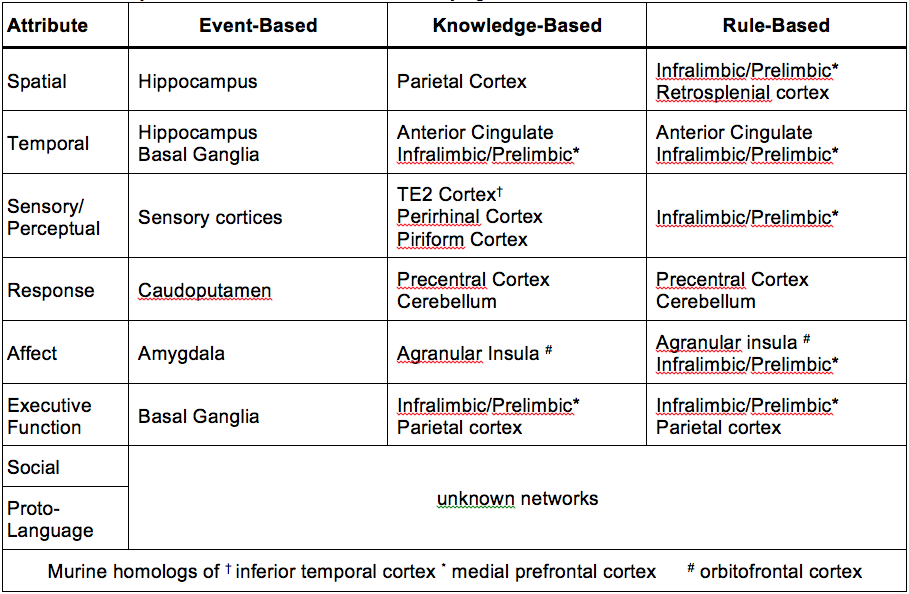 Attribute Event-Based Knowledge-Based Rule-Based
Spatial Hippocampus Parietal Cortex Infralimbic/Prelimbic*
Retrosplenial cortex
Temporal Hippocampus Anterior Cingulate Anterior Cingulate
Basal Ganglia Infralimbic/Prelimbic* Infralimbic/Prelimbic*
Sensory/
Perceptual Sensory cortices TE2 Cortex†
Perirhinal Cortex
Piriform Cortex Infralimbic/Prelimbic*
Response Caudoputamen Precentral Cortex Precentral Cortex
Cerebellum Cerebellum
Affect Amygdala Agranular Insula # Agranular insula #
Infralimbic/Prelimbic*
Executive
Function Basal Ganglia Infralimbic/Prelimbic* Infralimbic/Prelimbic*
Parietal cortex Parietal cortex
Social
Proto-
Language
unknown networks
Murine homologs of † inferior temporal cortex * medial prefrontal cortex # orbitofrontal cortex